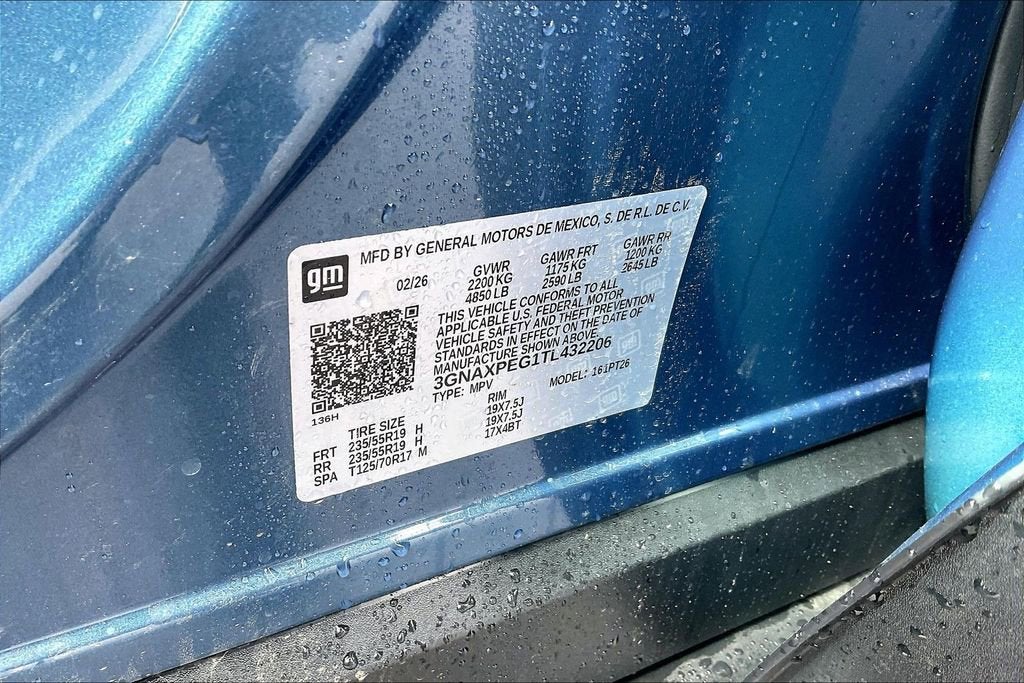 gm
MFD BY GENERAL MOTORS DE MEXICO, S. DE R.L. DE C.V.
02/26 GVWR GAWR FRT GAWR RR
2200 KG 1175 KG 1200 KG
4850 LB 2590 LB 2645 LB
THIS VEHICLE CONFORMS TO ALL
APPLICABLE U.S. FEDERAL MOTOR
VEHICLE SAFETY AND THEFT PREVENTION
STANDARDS IN EFFECT ON THE DATE OF
MANUFACTURE SHOWN ABOVE.
3GNAXPEG1TL432206
TYPE: MPV MODEL: 161PT26
136H
TIRE SIZE RIM
FRT 235/55R19 H 19X7.5J
RR 235/55R19 H 19X7.5J
SPA T125/70R17 M 17X4BT